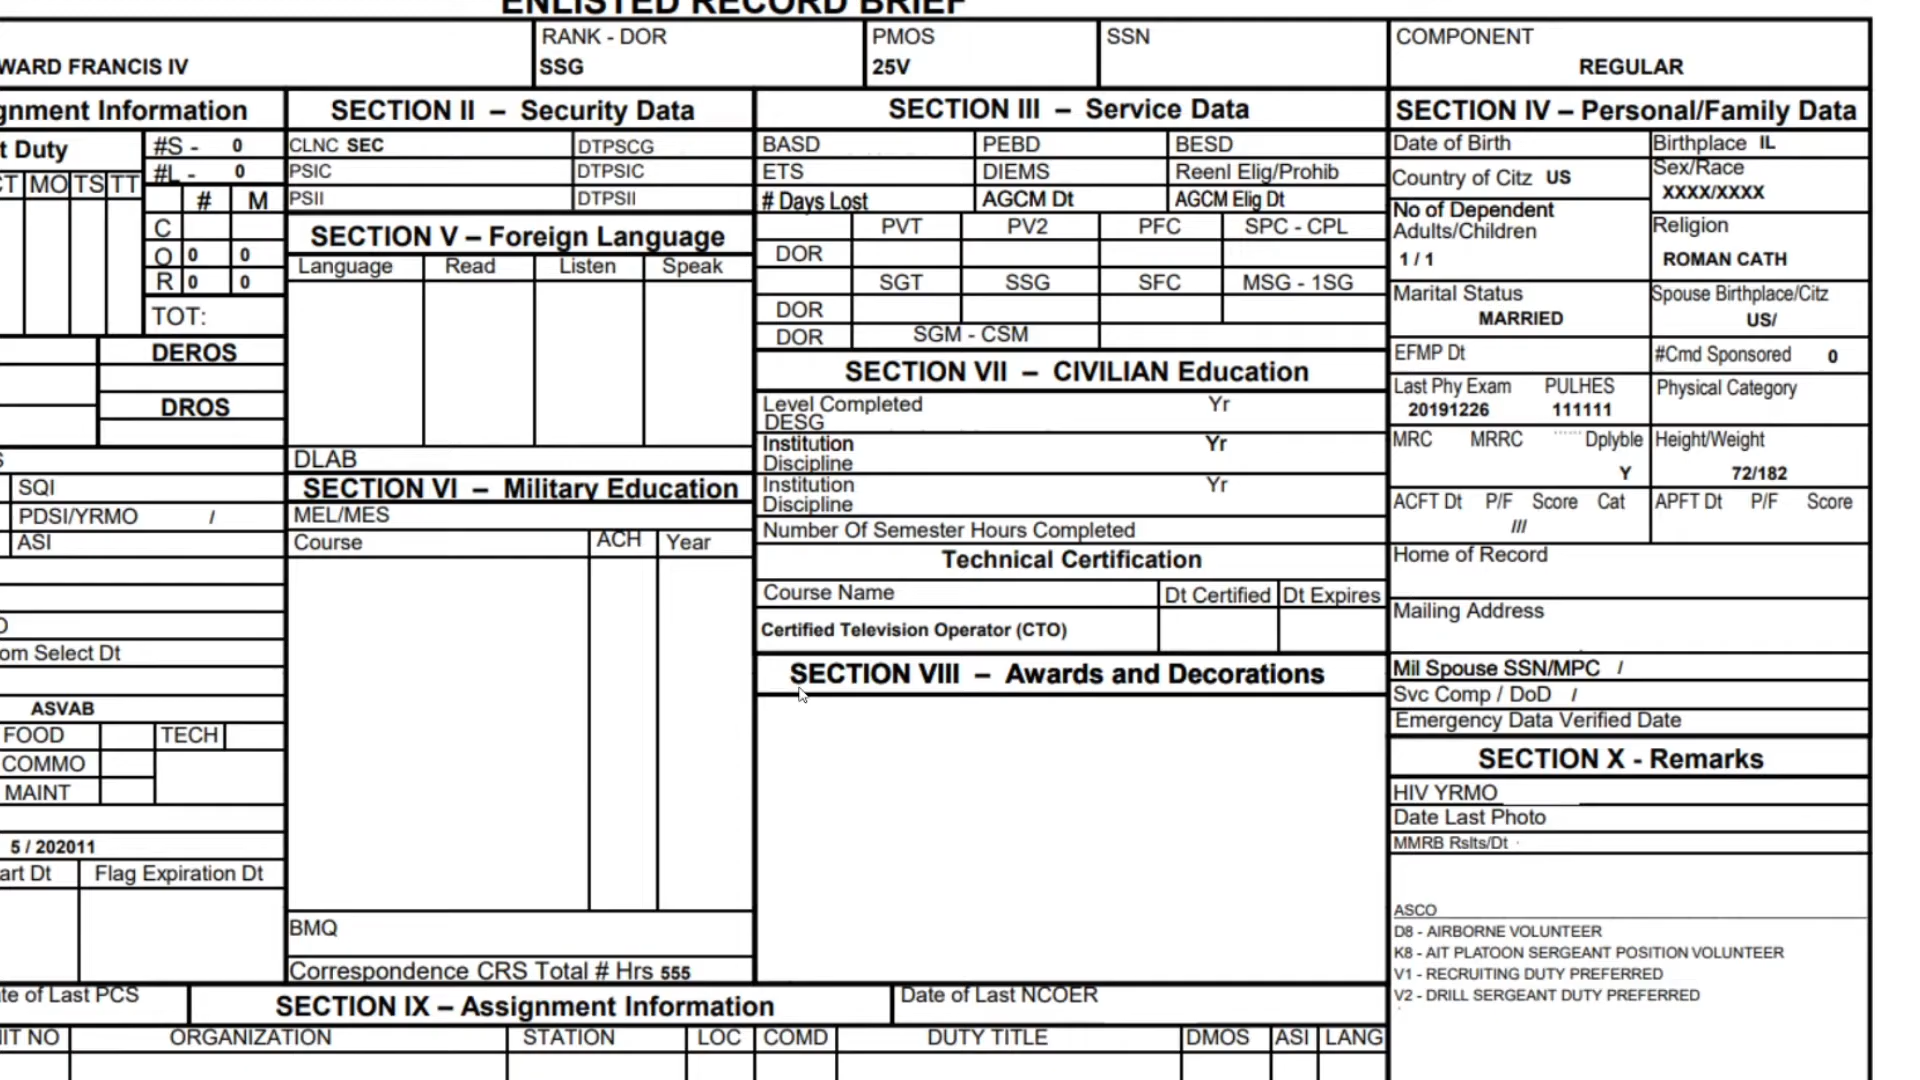 ENLISTED RECORD BRIEF
WARD FRANCIS IV
RANK - DOR
SSG
PMOS
25V
SSN
COMPONENT
REGULAR
gnment Information
t Duty
#S - 0
#L - 0
CT MO TS TT
# M
C
O 0 0
R 0 0
TOT:
DEROS
DROS
S
SQI
PDSI/YRMO /
ASI
O
om Select Dt
ASVAB
FOOD TECH
COMMO
MAINT
5 / 202011
art Dt Flag Expiration Dt
SECTION II – Security Data
CLNC SEC DTPSCG
PSIC DTPSIC
PSII DTPSII
SECTION V – Foreign Language
Language Read Listen Speak
DLAB
SECTION VI – Military Education
MEL/MES
Course ACH Year
BMQ
Correspondence CRS Total # Hrs 555
SECTION III – Service Data
BASD PEBD BESD
ETS DIEMS Reenl Elig/Prohib
# Days Lost AGCM Dt AGCM Elig Dt
PVT PV2 PFC SPC - CPL
DOR
SGT SSG SFC MSG - 1SG
DOR
DOR SGM - CSM
SECTION VII – CIVILIAN Education
Level Completed Yr
DESG
Institution Yr
Discipline
Institution Yr
Discipline
Number Of Semester Hours Completed
Technical Certification
Course Name Dt Certified Dt Expires
Certified Television Operator (CTO)
SECTION VIII – Awards and Decorations
SECTION IV – Personal/Family Data
Date of Birth Birthplace IL
Country of Citz US
Sex/Race
XXXX/XXXX
No of Dependent
Adults/Children
1 / 1
Religion
ROMAN CATH
Marital Status
MARRIED
Spouse Birthplace/Citz
US/
EFMP Dt #Cmd Sponsored 0
Last Phy Exam PULHES Physical Category
20191226 111111
MRC MRRC Dplyble Height/Weight
Y 72/182
ACFT Dt P/F Score Cat APFT Dt P/F Score
///
Home of Record
Mailing Address
Mil Spouse SSN/MPC /
Svc Comp / DoD /
Emergency Data Verified Date
SECTION X - Remarks
HIV YRMO
Date Last Photo
MMRB Rslts/Dt
ASCO
D8 - AIRBORNE VOLUNTEER
K8 - AIT PLATOON SERGEANT POSITION VOLUNTEER
V1 - RECRUITING DUTY PREFERRED
V2 - DRILL SERGEANT DUTY PREFERRED
te of Last PCS
SECTION IX – Assignment Information
Date of Last NCOER
IT NO ORGANIZATION STATION LOC COMD DUTY TITLE DMOS ASI LANG